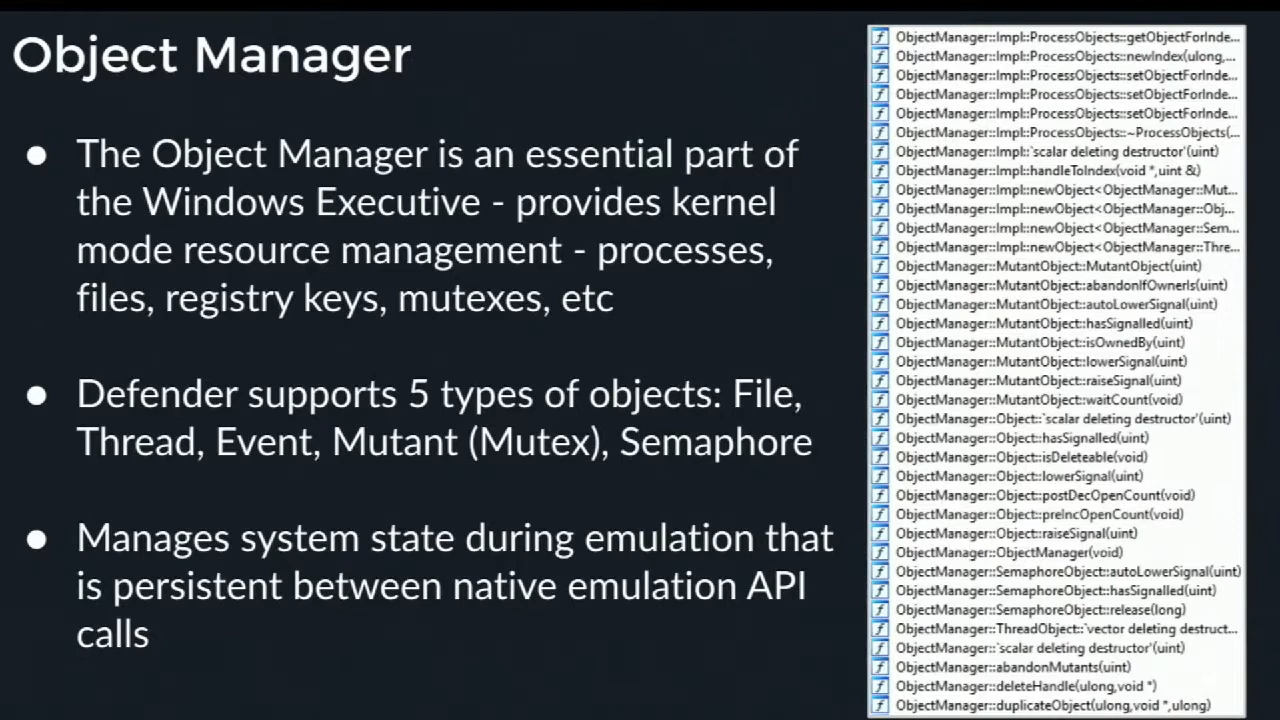 Object Manager
● The Object Manager is an essential part of
the Windows Executive - provides kernel
mode resource management - processes,
files, registry keys, mutexes, etc
● Defender supports 5 types of objects: File,
Thread, Event, Mutant (Mutex), Semaphore
● Manages system state during emulation that
is persistent between native emulation API
calls
f ObjectManager::Impl::ProcessObjects::getObjectForInde...
f ObjectManager::Impl::ProcessObjects::newIndex(ulong,...
f ObjectManager::Impl::ProcessObjects::setObjectForInde...
f ObjectManager::Impl::ProcessObjects::setObjectForInde...
f ObjectManager::Impl::ProcessObjects::setObjectForInde...
f ObjectManager::Impl::ProcessObjects::~ProcessObjects(...
f ObjectManager::Impl::`scalar deleting destructor'(uint)
f ObjectManager::Impl::handleToIndex(void *,uint &)
f ObjectManager::Impl::newObject<ObjectManager::Mut...
f ObjectManager::Impl::newObject<ObjectManager::Obj...
f ObjectManager::Impl::newObject<ObjectManager::Sem...
f ObjectManager::Impl::newObject<ObjectManager::Thre...
f ObjectManager::MutantObject::MutantObject(uint)
f ObjectManager::MutantObject::abandonIfOwnerIs(uint)
f ObjectManager::MutantObject::autoLowerSignal(uint)
f ObjectManager::MutantObject::hasSignalled(uint)
f ObjectManager::MutantObject::isOwnedBy(uint)
f ObjectManager::MutantObject::lowerSignal(uint)
f ObjectManager::MutantObject::raiseSignal(uint)
f ObjectManager::MutantObject::waitCount(void)
f ObjectManager::Object::`scalar deleting destructor'(uint)
f ObjectManager::Object::hasSignalled(uint)
f ObjectManager::Object::isDeleteable(void)
f ObjectManager::Object::lowerSignal(uint)
f ObjectManager::Object::postDecOpenCount(void)
f ObjectManager::Object::preIncOpenCount(void)
f ObjectManager::Object::raiseSignal(uint)
f ObjectManager::ObjectManager(void)
f ObjectManager::SemaphoreObject::autoLowerSignal(uint)
f ObjectManager::SemaphoreObject::hasSignalled(uint)
f ObjectManager::SemaphoreObject::release(long)
f ObjectManager::ThreadObject::`vector deleting destruct...
f ObjectManager::`scalar deleting destructor'(uint)
f ObjectManager::abandonMutants(uint)
f ObjectManager::deleteHandle(ulong,void *)
f ObjectManager::duplicateObject(ulong,void *,ulong)